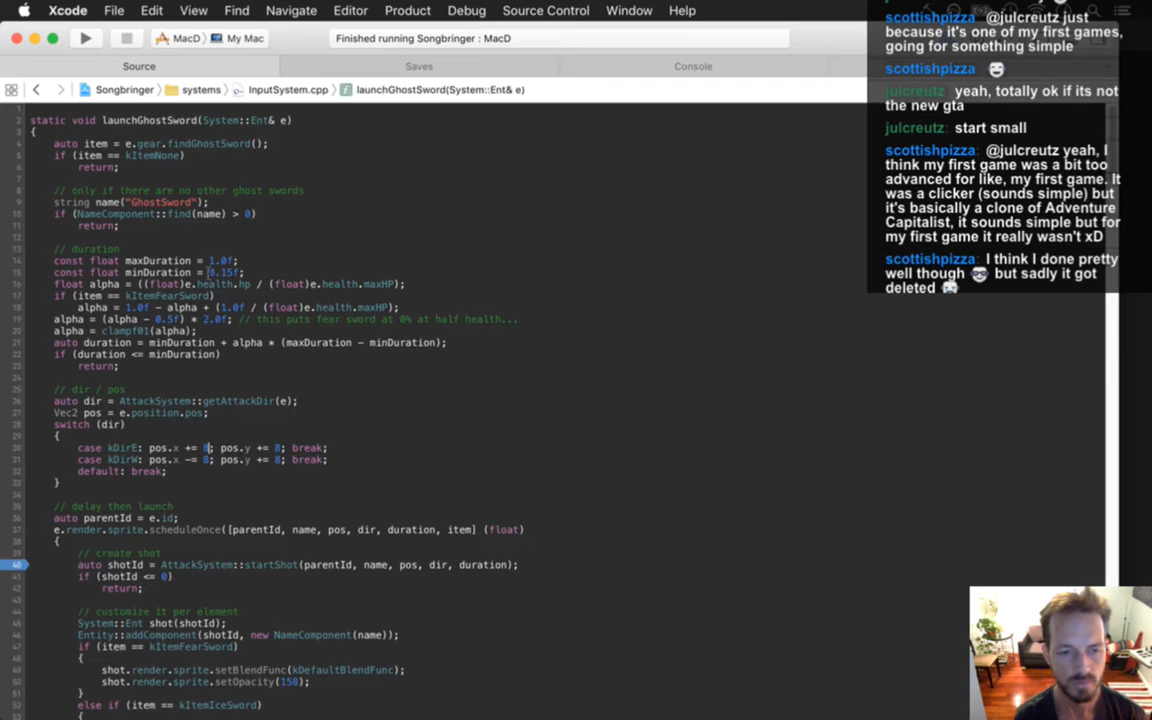 Xcode File Edit View Find Navigate Editor Product Debug Source Control Window Help
MacD My Mac
Finished running Songbringer : MacD
Source Saves Console
Songbringer systems InputSystem.cpp launchGhostSword(System::Ent& e)
static void launchGhostSword(System::Ent& e)
{
auto item = e.gear.findGhostSword();
if (item == kItemNone)
return;
// only if there are no other ghost swords
string name("GhostSword");
if (NameComponent::find(name) > 0)
return;
// duration
const float maxDuration = 1.0f;
const float minDuration = 0.15f;
float alpha = ((float)e.health.hp / (float)e.health.maxHP);
if (item == kItemFearSword)
alpha = 1.0f - alpha + (1.0f / (float)e.health.maxHP);
alpha = (alpha - 0.5f) * 2.0f; // this puts fear sword at 0% at half health...
alpha = clampf01(alpha);
auto duration = minDuration + alpha * (maxDuration - minDuration);
if (duration <= minDuration)
return;
// dir / pos
auto dir = AttackSystem::getAttackDir(e);
Vec2 pos = e.position.pos;
switch (dir)
{
case kDirE: pos.x += 8; pos.y += 8; break;
case kDirW: pos.x -= 8; pos.y += 8; break;
default: break;
}
// delay then launch
auto parentId = e.id;
e.render.sprite.scheduleOnce([parentId, name, pos, dir, duration, item] (float)
{
// create shot
40 auto shotId = AttackSystem::startShot(parentId, name, pos, dir, duration);
if (shotId <= 0)
return;
// customize it per element
System::Ent shot(shotId);
Entity::addComponent(shotId, new NameComponent(name));
if (item == kItemFearSword)
{
shot.render.sprite.setBlendFunc(kDefaultBlendFunc);
shot.render.sprite.setOpacity(158);
}
else if (item == kItemIceSword)
{
scottishpizza @julcreutz just
because it's one of my first games,
going for something simple
scottishpizza
julcreutz: yeah, totally ok if its not
the new gta
julcreutz: start small
scottishpizza: @julcreutz yeah, I
think my first game was a bit too
advanced for like, my first game. It
was a clicker (sounds simple) but
it's basically a clone of Adventure
Capitalist, it sounds simple but for
my first game it really wasn't xD
scottishpizza: I think I done pretty
well though but sadly it got
deleted